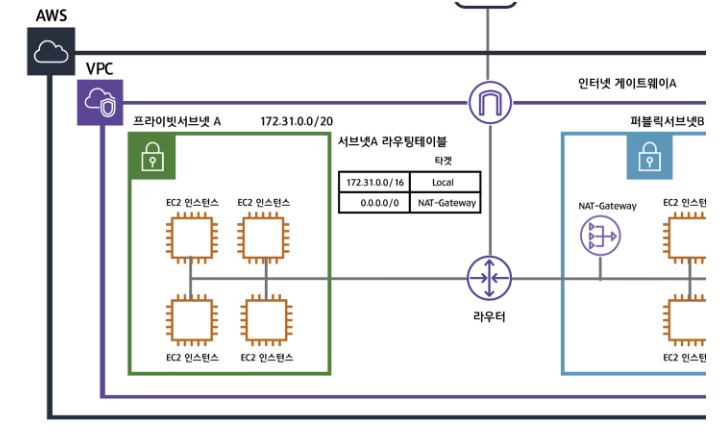 AWS
VPC
인터넷 게이트웨이A
프라이빗서브넷 A
172.31.0.0/20
퍼블릭서브넷B
서브넷A 라우팅테이블
타겟
172.31.0.0/16 Local
0.0.0.0/0 NAT-Gateway
EC2 인스턴스
EC2 인스턴스
NAT-Gateway
EC2 인스턴
라우터
EC2 인스턴스
EC2 인스턴스
EC2 인스턴